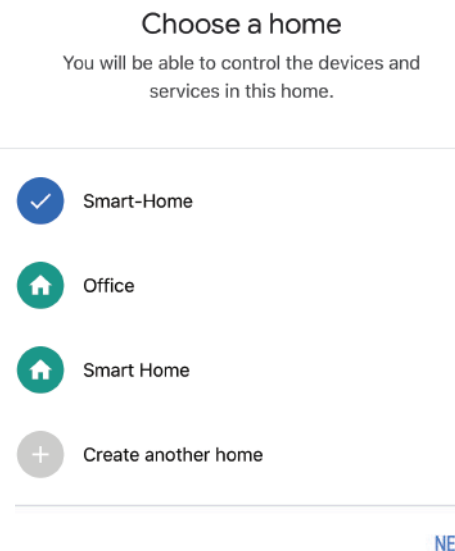 Choose a home
You will be able to control the devices and
services in this home.
Smart-Home
Office
Smart Home
Create another home